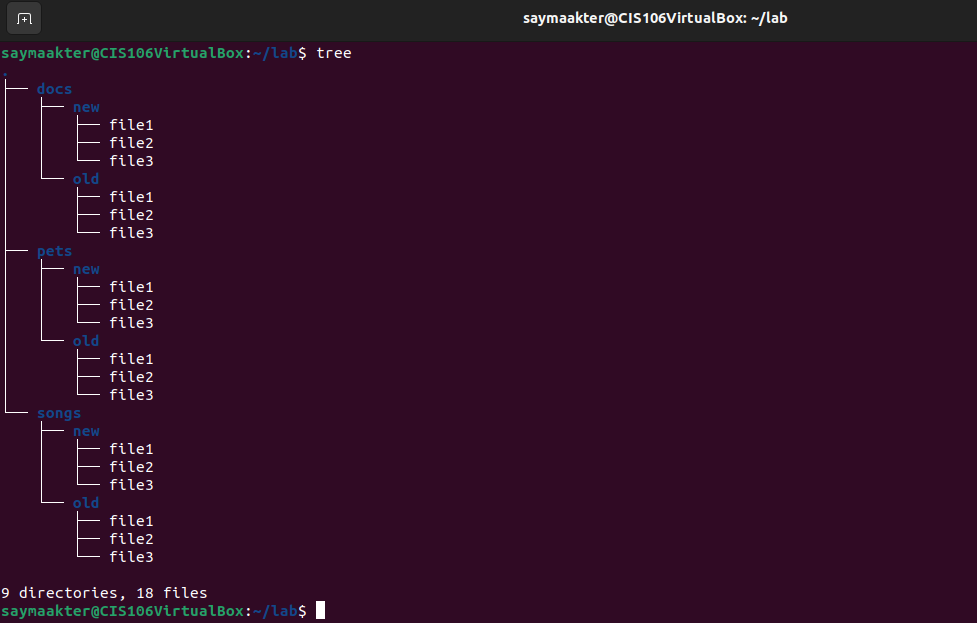 saymaakter@CIS106VirtualBox: ~/lab
saymaakter@CIS106VirtualBox:~/lab$ tree
.
├── docs
│   ├── new
│   │   ├── file1
│   │   ├── file2
│   │   └── file3
│   └── old
│       ├── file1
│       ├── file2
│       └── file3
├── pets
│   ├── new
│   │   ├── file1
│   │   ├── file2
│   │   └── file3
│   └── old
│       ├── file1
│       ├── file2
│       └── file3
└── songs
    ├── new
    │   ├── file1
    │   ├── file2
    │   └── file3
    └── old
        ├── file1
        ├── file2
        └── file3
9 directories, 18 files
saymaakter@CIS106VirtualBox:~/lab$